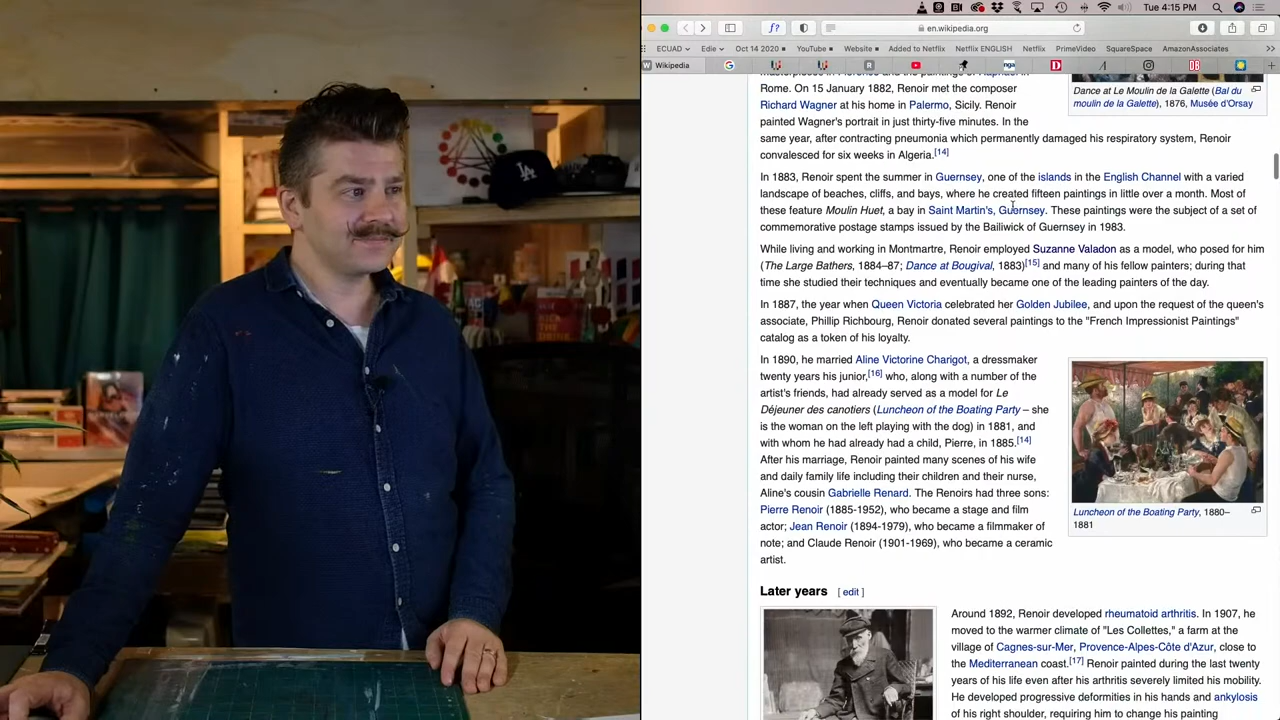 Tue 4:15 PM
en.wikipedia.org
ECUAD
Edie
Oct 14 2020
YouTube
Website
Added to Netflix
Netflix ENGLISH
Netflix
PrimeVideo
SquareSpace
AmazonAssociates
W Wikipedia
Rome. On 15 January 1882, Renoir met the composer
Richard Wagner at his home in Palermo, Sicily. Renoir
painted Wagner's portrait in just thirty-five minutes. In the
same year, after contracting pneumonia which permanently damaged his respiratory system, Renoir
convalesced for six weeks in Algeria.[14]
Dance at Le Moulin de la Galette (Bal du
moulin de la Galette), 1876, Musée d'Orsay
In 1883, Renoir spent the summer in Guernsey, one of the islands in the English Channel with a varied
landscape of beaches, cliffs, and bays, where he created fifteen paintings in little over a month. Most of
these feature Moulin Huet, a bay in Saint Martin's, Guernsey. These paintings were the subject of a set of
commemorative postage stamps issued by the Bailiwick of Guernsey in 1983.
While living and working in Montmartre, Renoir employed Suzanne Valadon as a model, who posed for him
(The Large Bathers, 1884–87; Dance at Bougival, 1883)[15] and many of his fellow painters; during that
time she studied their techniques and eventually became one of the leading painters of the day.
In 1887, the year when Queen Victoria celebrated her Golden Jubilee, and upon the request of the queen's
associate, Phillip Richbourg, Renoir donated several paintings to the "French Impressionist Paintings"
catalog as a token of his loyalty.
In 1890, he married Aline Victorine Charigot, a dressmaker
twenty years his junior,[16] who, along with a number of the
artist's friends, had already served as a model for Le
Déjeuner des canotiers (Luncheon of the Boating Party – she
is the woman on the left playing with the dog) in 1881, and
with whom he had already had a child, Pierre, in 1885.[14]
After his marriage, Renoir painted many scenes of his wife
and daily family life including their children and their nurse,
Aline's cousin Gabrielle Renard. The Renoirs had three sons:
Pierre Renoir (1885-1952), who became a stage and film
actor; Jean Renoir (1894-1979), who became a filmmaker of
note; and Claude Renoir (1901-1969), who became a ceramic
artist.
Luncheon of the Boating Party, 1880–
1881
Later years [ edit ]
Around 1892, Renoir developed rheumatoid arthritis. In 1907, he
moved to the warmer climate of "Les Collettes," a farm at the
village of Cagnes-sur-Mer, Provence-Alpes-Côte d'Azur, close to
the Mediterranean coast.[17] Renoir painted during the last twenty
years of his life even after his arthritis severely limited his mobility.
He developed progressive deformities in his hands and ankylosis
of his right shoulder, requiring him to change his painting
LA